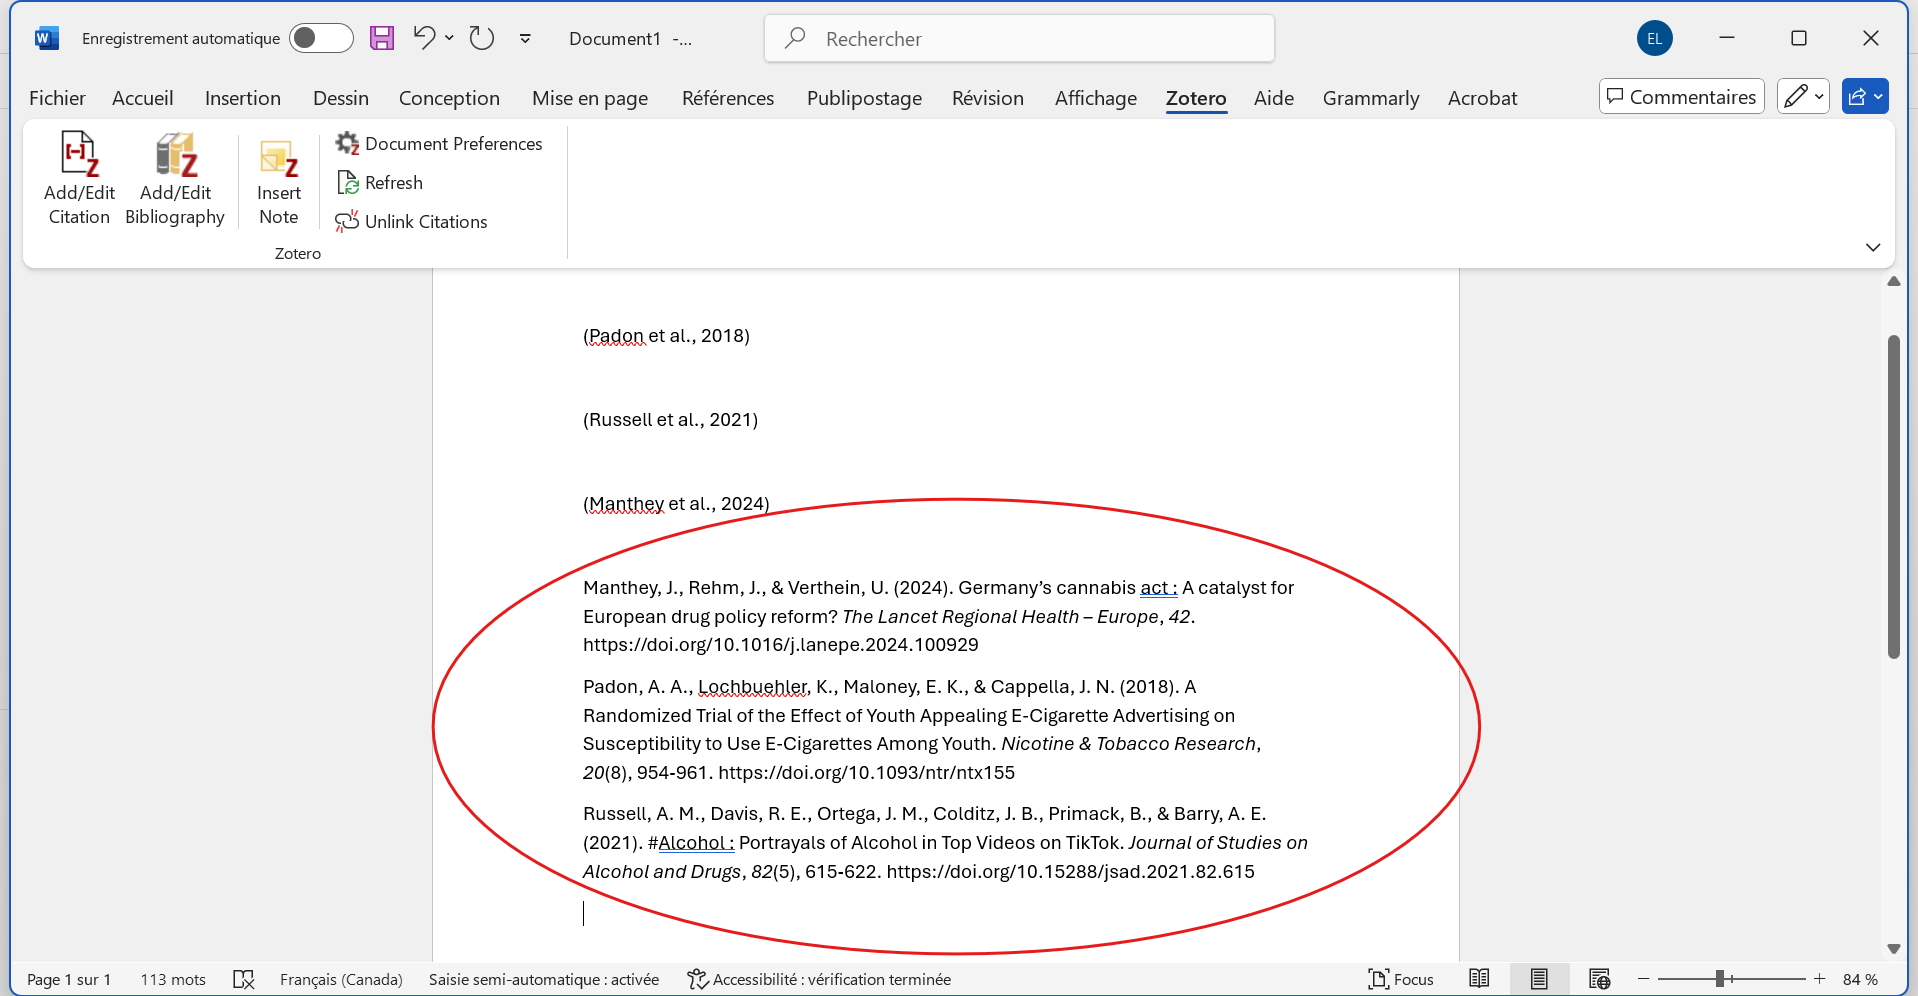 Enregistrement automatique
Document1 -...
Rechercher
EL
Fichier Accueil Insertion Dessin Conception Mise en page Références Publipostage Révision Affichage Zotero Aide Grammarly Acrobat
Commentaires
Add/Edit
Citation
Add/Edit
Bibliography
Insert
Note
Document Preferences
Refresh
Unlink Citations
Zotero
(Padon et al., 2018)
(Russell et al., 2021)
(Manthey et al., 2024)
Manthey, J., Rehm, J., & Verthein, U. (2024). Germany’s cannabis act : A catalyst for
European drug policy reform? The Lancet Regional Health – Europe, 42.
https://doi.org/10.1016/j.lanepe.2024.100929
Padon, A. A., Lochbuehler, K., Maloney, E. K., & Cappella, J. N. (2018). A
Randomized Trial of the Effect of Youth Appealing E-Cigarette Advertising on
Susceptibility to Use E-Cigarettes Among Youth. Nicotine & Tobacco Research,
20(8), 954-961. https://doi.org/10.1093/ntr/ntx155
Russell, A. M., Davis, R. E., Ortega, J. M., Colditz, J. B., Primack, B., & Barry, A. E.
(2021). #Alcohol : Portrayals of Alcohol in Top Videos on TikTok. Journal of Studies on
Alcohol and Drugs, 82(5), 615-622. https://doi.org/10.15288/jsad.2021.82.615
Page 1 sur 1 113 mots Français (Canada) Saisie semi-automatique : activée Accessibilité : vérification terminée Focus 84 %